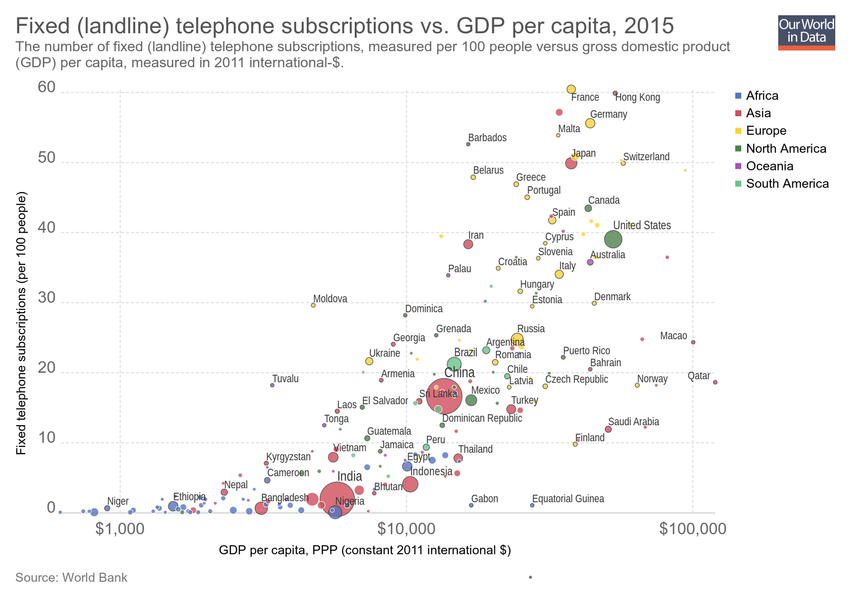 Fixed (landline) telephone subscriptions vs. GDP per capita, 2015
Our World
in Data
The number of fixed (landline) telephone subscriptions, measured per 100 people versus gross domestic product
(GDP) per capita, measured in 2011 international-$.
60
France
Hong Kong
Africa
Asia
Europe
North America
Oceania
South America
Germany
Malta
Barbados
50
Japan
Switzerland
Belarus
Greece
Portugal
Canada
Spain
40
United States
Iran
Cyprus
Slovenia
Australia
Croatia
Palau
Italy
Hungary
30
Moldova
Estonia
Denmark
Dominica
Grenada
Russia
Georgia
Argentina
Macao
Ukraine
Brazil
Romania
Puerto Rico
20
Armenia
China
Chile
Bahrain
Tuvalu
Latvia
Czech Republic
Norway
Qatar
Laos
El Salvador
Sri Lanka
Mexico
Turkey
Tonga
Dominican Republic
Saudi Arabia
10
Guatemala
Jamaica
Peru
Finland
Kyrgyzstan
Vietnam
Egypt
Thailand
Cameroon
India
Indonesia
Nepal
Bhutan
0
Niger
Ethiopia
Bangladesh
Nigeria
Gabon
Equatorial Guinea
$1,000
$10,000
$100,000
Fixed telephone subscriptions (per 100 people)
GDP per capita, PPP (constant 2011 international $)
Source: World Bank